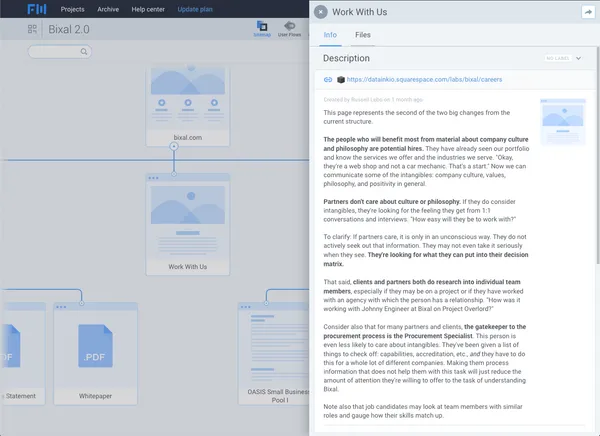 Projects
Archive
Help center
Update plan
Bixal 2.0
Sitemap
User Flows
bixal.com
Work With Us
Statement
.PDF
Whitepaper
OASIS Small Business
Pool I
Work With Us
Info
Files
Description
NO LABEL
https://datainkio.squarespace.com/labs/bixal/careers
Created by Russell Labs on 1 month ago
This page represents the second of the two big changes from the
current structure.
The people who will benefit most from material about company culture
and philosophy are potential hires. They have already seen our portfolio
and know the services we offer and the industries we serve. "Okay,
they're a web shop and not a car mechanic. That's a start." Now we can
communicate some of the intangibles: company culture, values,
philosophy, and positivity in general.
Partners don't care about culture or philosophy. If they do consider
intangibles, they're looking for the feeling they get from 1:1
conversations and interviews. "How easy will they be to work with?"
To clarify: If partners care, it is only in an unconscious way. They do not
actively seek out that information. They may not even take it seriously
when they see. They're looking for what they can put into their decision
matrix.
That said, clients and partners both do research into individual team
members, especially if they may be on a project or if they have worked
with an agency with which the person has a relationship. "How was it
working with Johnny Engineer at Bixal on Project Overlord?"
Consider also that for many partners and clients, the gatekeeper to the
procurement process is the Procurement Specialist. This person is
even less likely to care about intangibles. They've been given a list of
things to check off: capabilities, accreditation, etc., and they have to do
this for a whole lot of different companies. Making them process
information that does not help them with this task will just reduce the
amount of attention they're willing to offer to the task of understanding
Bixal.
Note also that job candidates may look at team members with similar
roles and gauge how their skills match up.